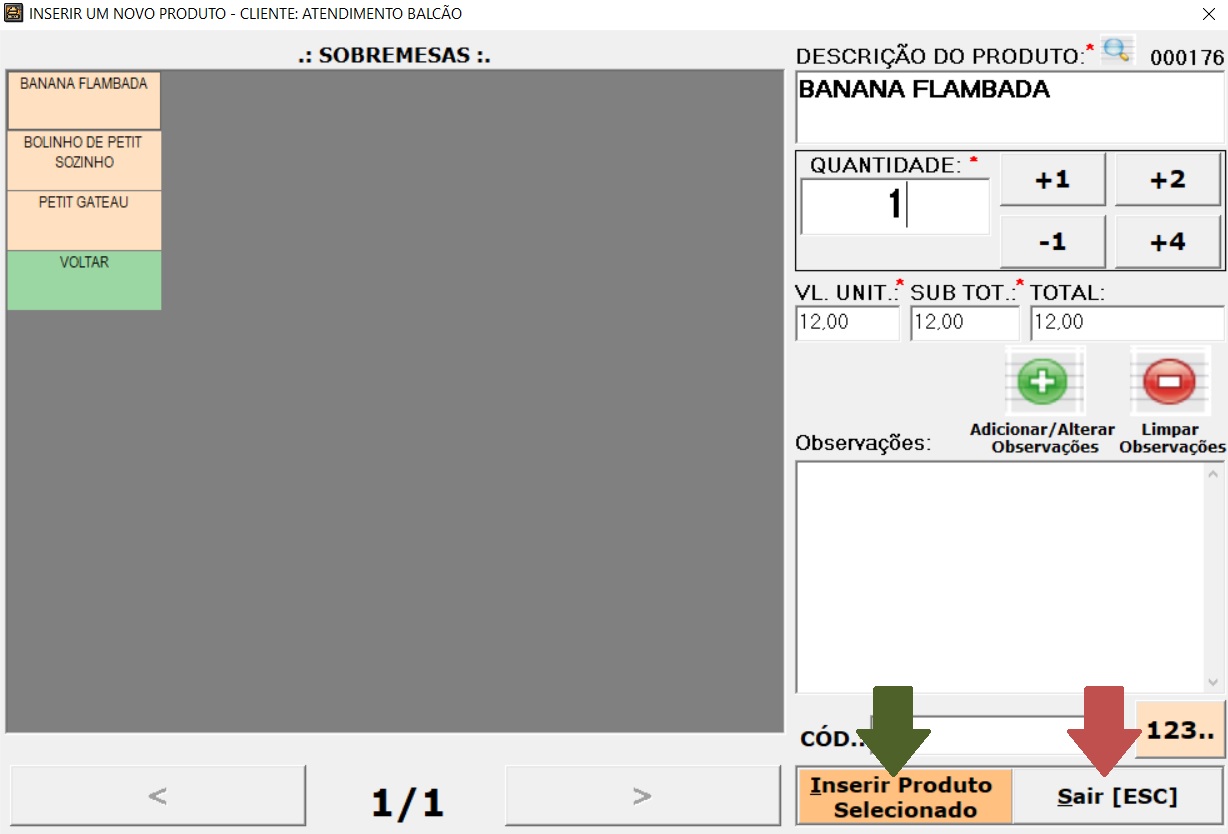 INSERIR UM NOVO PRODUTO - CLIENTE: ATENDIMENTO BALCÃO
.: SOBREMESAS :.
BANANA FLAMBADA
BOLINHO DE PETIT
SOZINHO
PETIT GATEAU
VOLTAR
<
1/1
>
DESCRIÇÃO DO PRODUTO:* 000176
BANANA FLAMBADA
QUANTIDADE: *
1
+1 +2
-1 +4
VL. UNIT.:* SUB TOT.:* TOTAL:
12,00 12,00 12,00
Adicionar/Alterar
Observações
Limpar
Observações
Observações:
CÓD.:
123..
Inserir Produto
Selecionado
Sair [ESC]